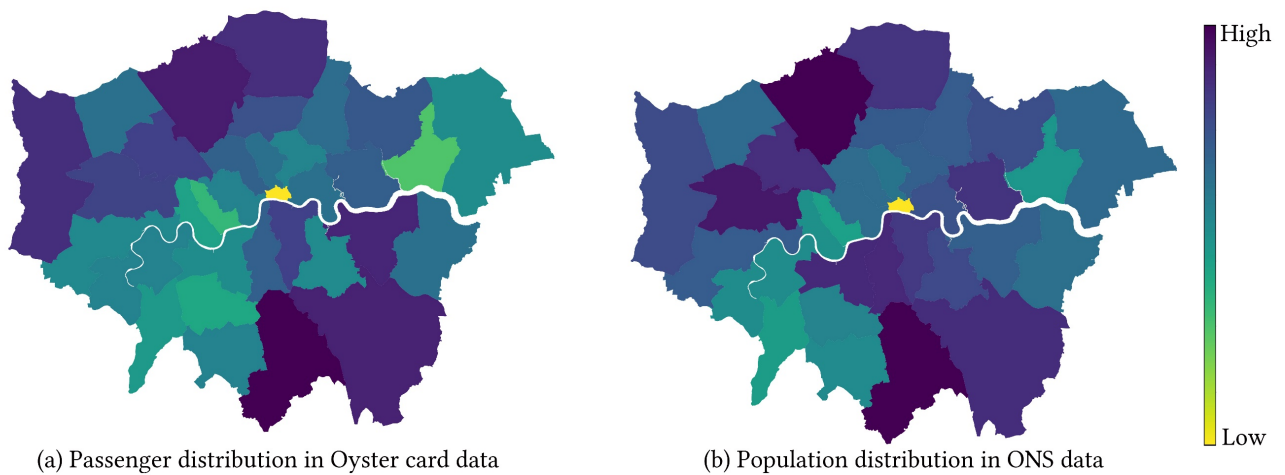 High
Low
(a) Passenger distribution in Oyster card data
(b) Population distribution in ONS data